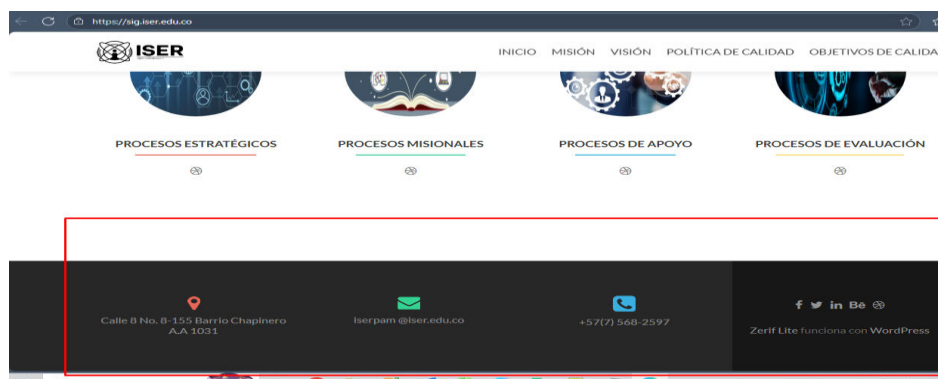 https://sig.iser.edu.co
ISER
INICIO MISIÓN VISIÓN POLÍTICA DE CALIDAD OBJETIVOS DE CALIDA
PROCESOS ESTRATÉGICOS
PROCESOS MISIONALES
PROCESOS DE APOYO
PROCESOS DE EVALUACIÓN
Calle 8 No. 8-155 Barrio Chapinero
A.A 1031
iserpam @iser.edu.co
+57(7) 568-2597
Zerif Lite funciona con WordPress